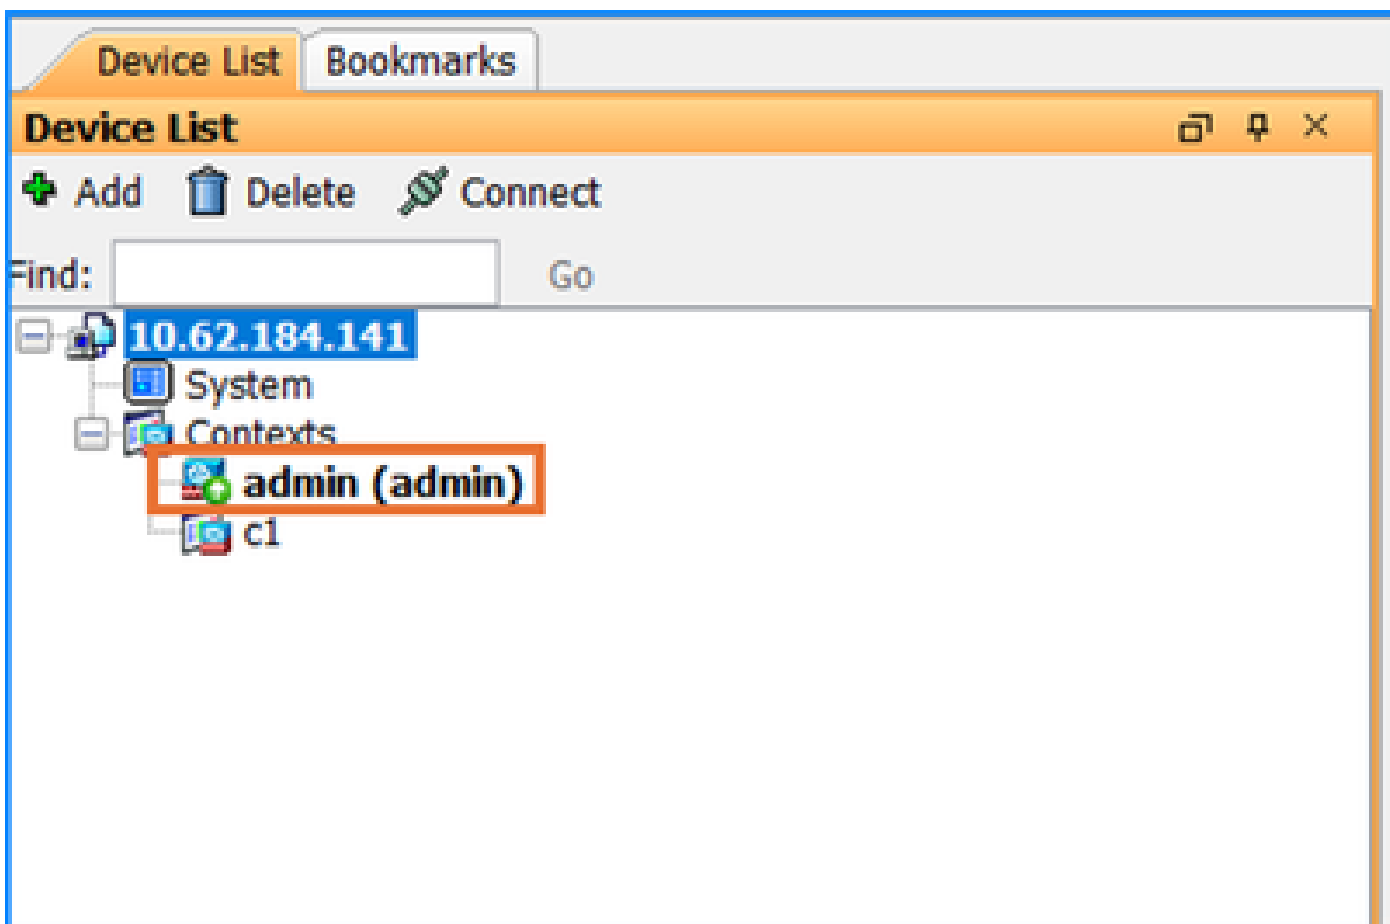 Device List Bookmarks
Device List
Add Delete Connect
Find: Go
10.62.184.141
System
Contexts
admin (admin)
c1